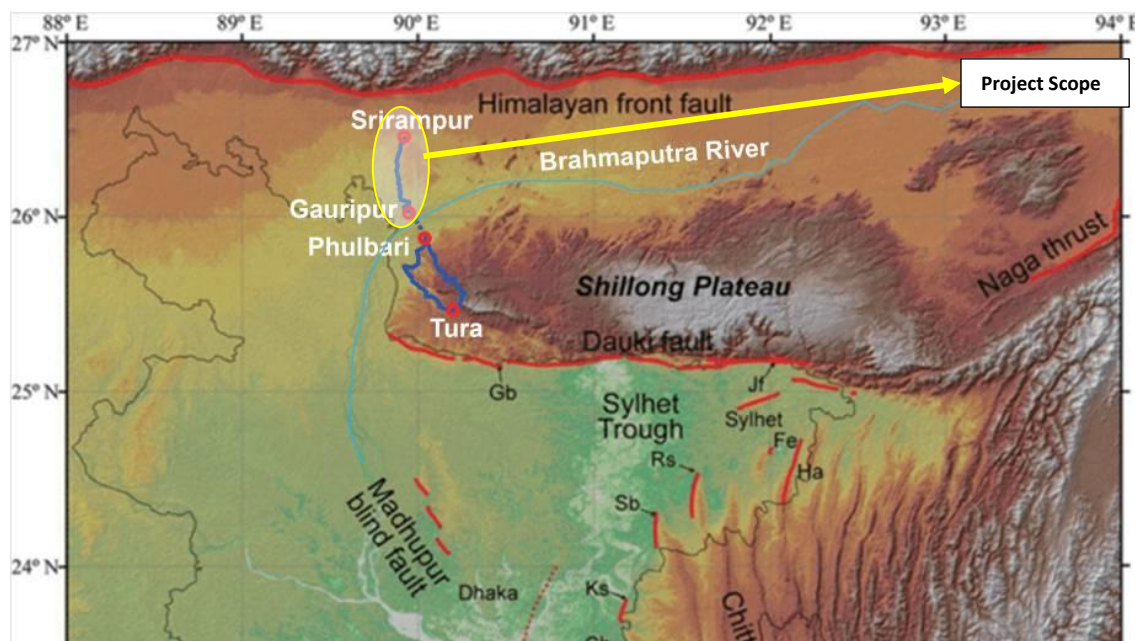 88° E
90° E
91° E
92° E
93° E
94° E
27° N
Project Scope
Himalayan front fault
Srirampur
Brahmaputra River
26° N
Gauripur
Phulbari
Naga thrust
Shillong Plateau
Tura
Dauki fault
25° N
Gb
Jf
Sylhet
Trough
Sylhet
Fe
Rs
Ha
Sb
Madhupur
blind fault
24° N
Dhaka
Ks